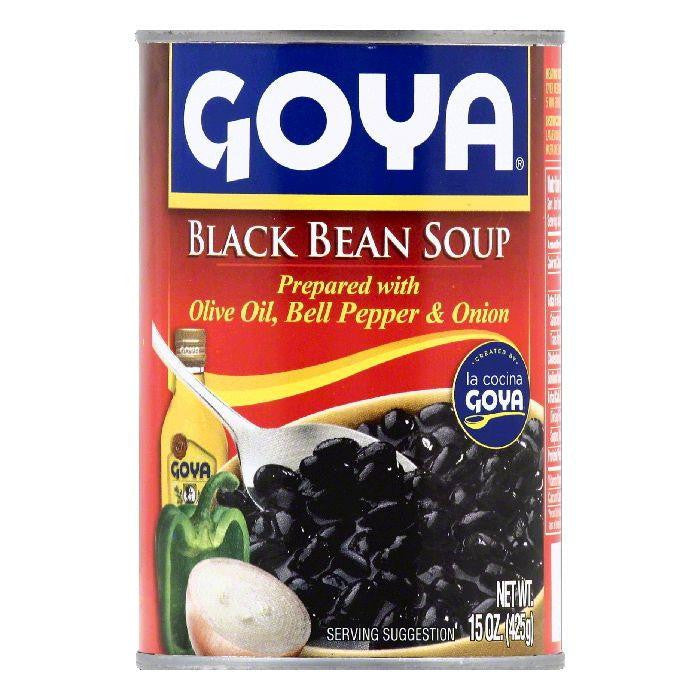 GOYA®
BLACK BEAN SOUP
Prepared with
Olive Oil, Bell Pepper & Onion
CREATED BY
la cocina
GOYA
GOYA
SERVING SUGGESTION
NET WT.
15 OZ. (425g)